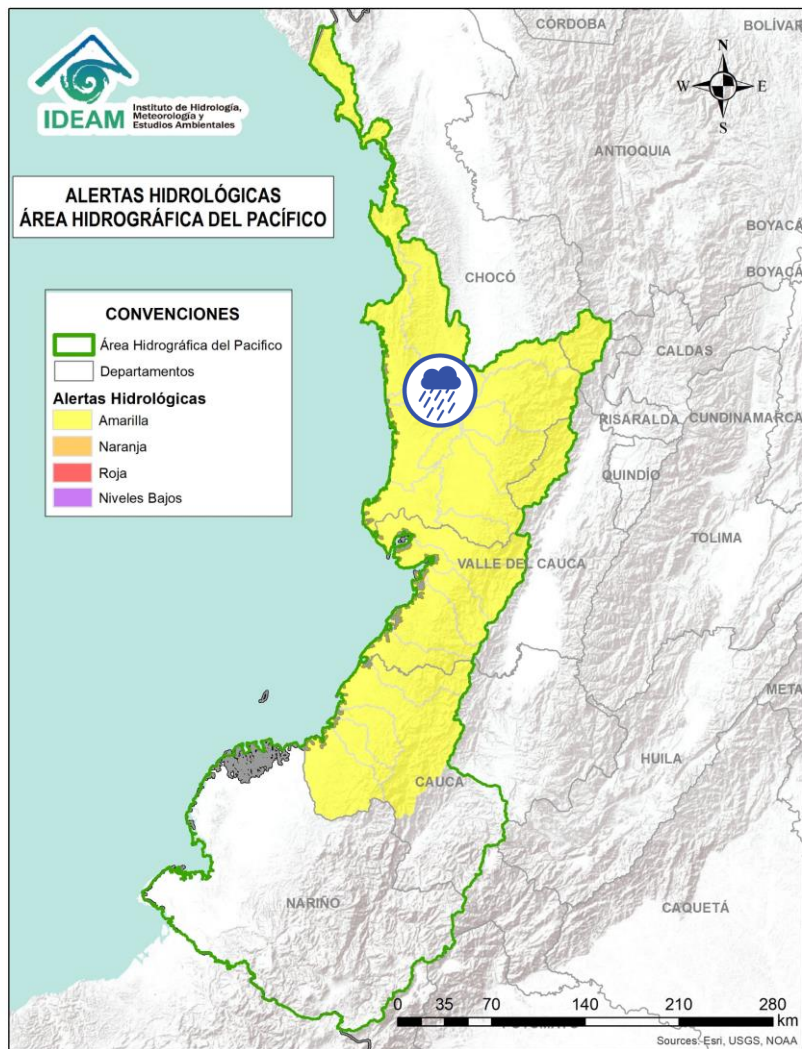 CÓRDOBA
BOLÍVAR
N
W
E
S
IDEAM
Instituto de Hidrología,
Meteorología y
Estudios Ambientales
ANTIOQUIA
ALERTAS HIDROLÓGICAS
ÁREA HIDROGRÁFICA DEL PACÍFICO
BOYACÁ
BOYACÁ
CHOCÓ
CONVENCIONES
Área Hidrográfica del Pacifico
Departamentos
Alertas Hidrológicas
Amarilla
Naranja
Roja
Niveles Bajos
CALDAS
RISARALDA
CUNDINAMARCA
QUINDÍO
TOLIMA
VALLE DEL CAUCA
META
HUILA
CAUCA
NARIÑO
CAQUETÁ
0 35 70 140 210 280
km
Sources: Esri, USGS, NOAA